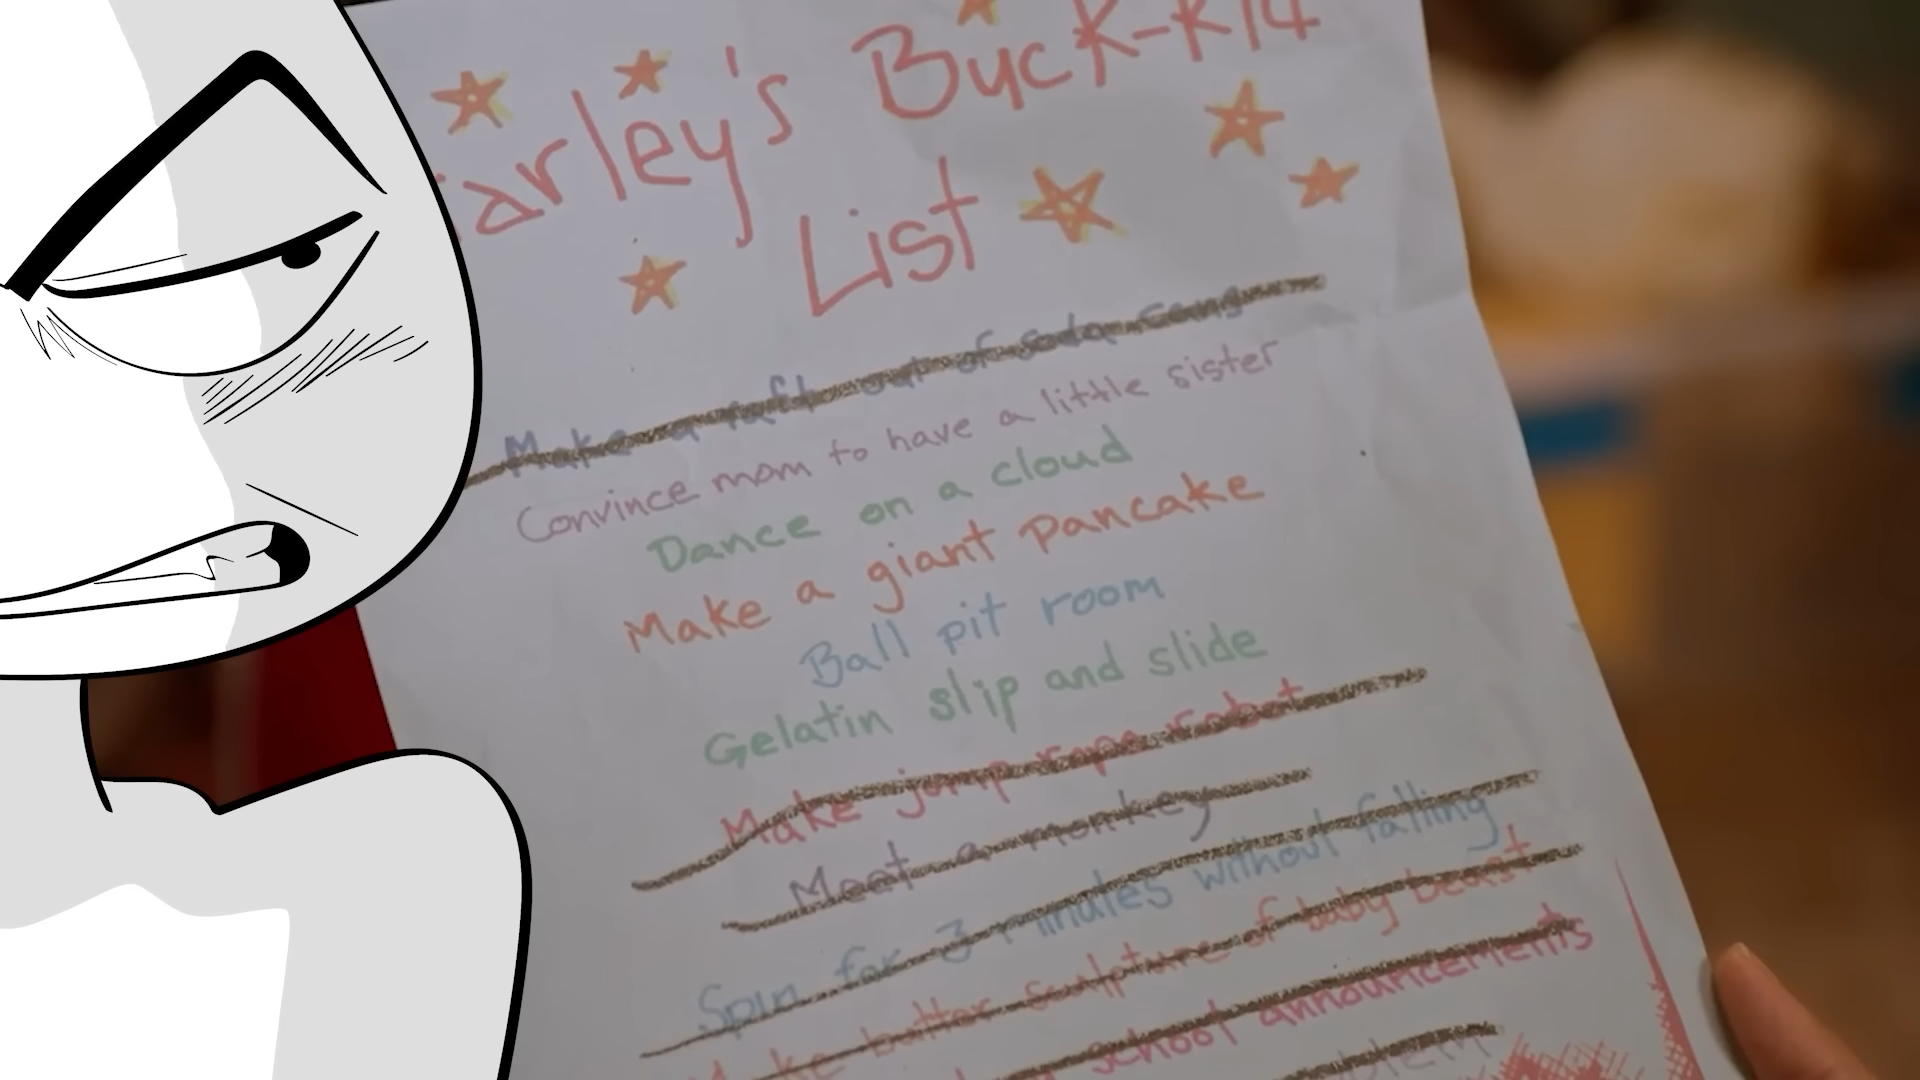 arley's Buck-K14
List
Make a raft out of soda cans
Convince mom to have a little sister
Dance on a cloud
Make a giant pancake
Ball pit room
Gelatin slip and slide
Make jump rope robot
Meet a monkey
Spin for 3 minutes without falling
Make butter sculpture of baby beast
school announcements